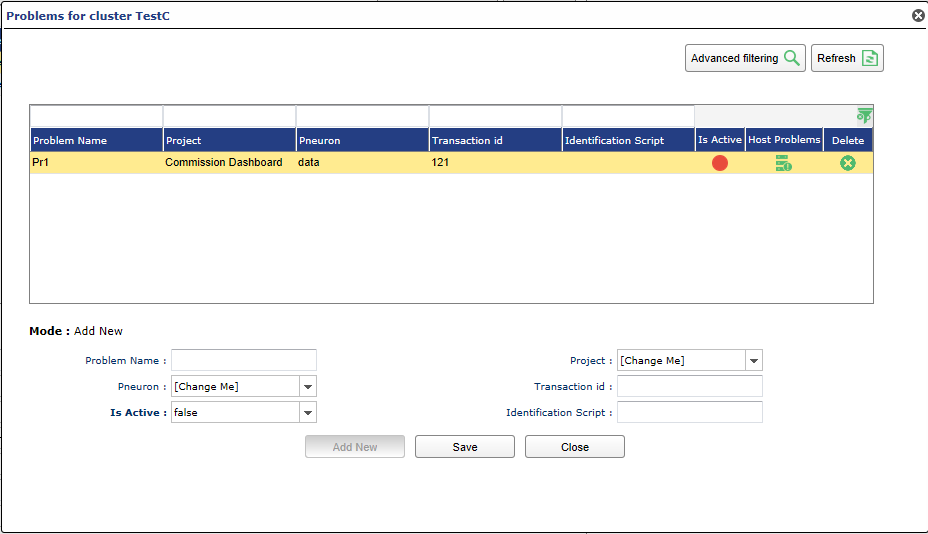 Problems for cluster TestC
Advanced filtering Refresh
Problem Name Project Pneuron Transaction id Identification Script Is Active Host Problems Delete
Pr1 Commission Dashboard data 121
Mode : Add New
Problem Name : Project : [Change Me]
Pneuron : [Change Me] Transaction id :
Is Active : false Identification Script :
Add New Save Close